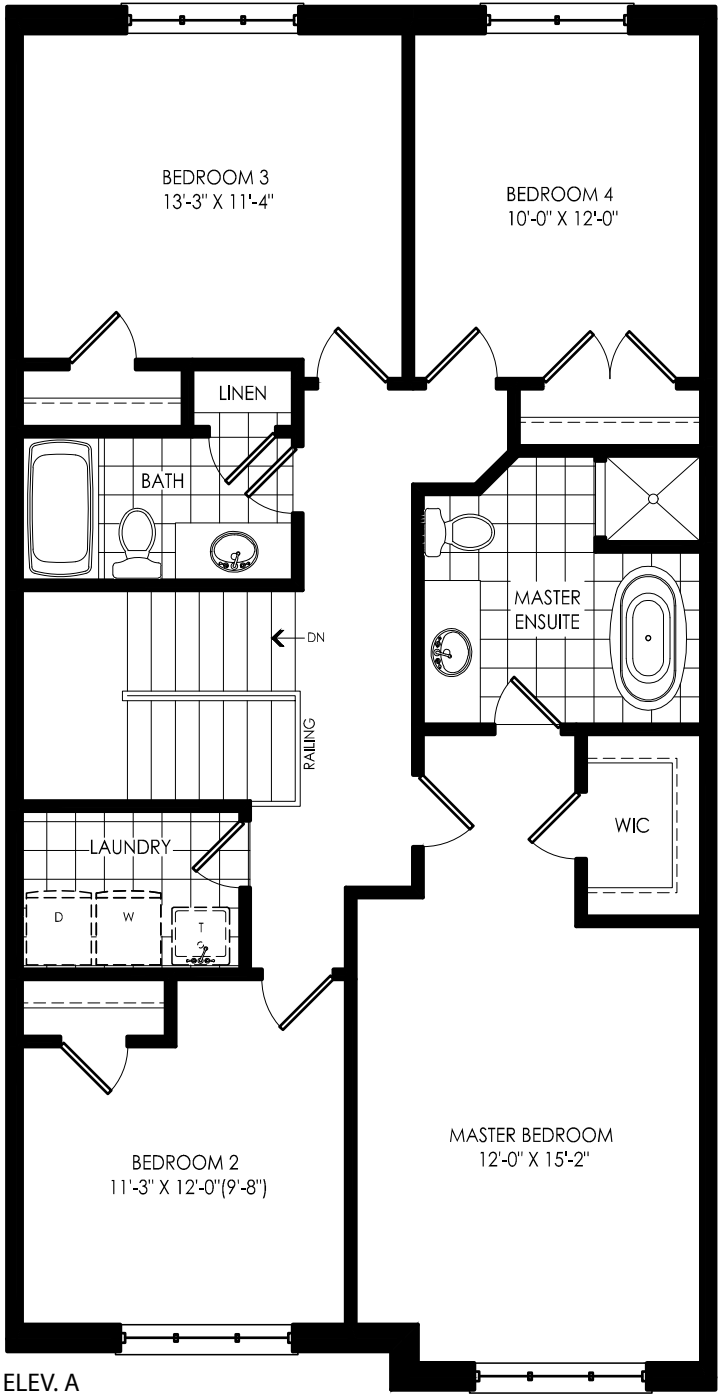 BEDROOM 3
13'-3" X 11'-4"
BEDROOM 4
10'-0" X 12'-0"
LINEN
BATH
MASTER
ENSUITE
DN
RAILING
WIC
LAUNDRY
D
W
T
MASTER BEDROOM
12'-0" X 15'-2"
BEDROOM 2
11'-3" X 12'-0"(9'-8")
ELEV. A